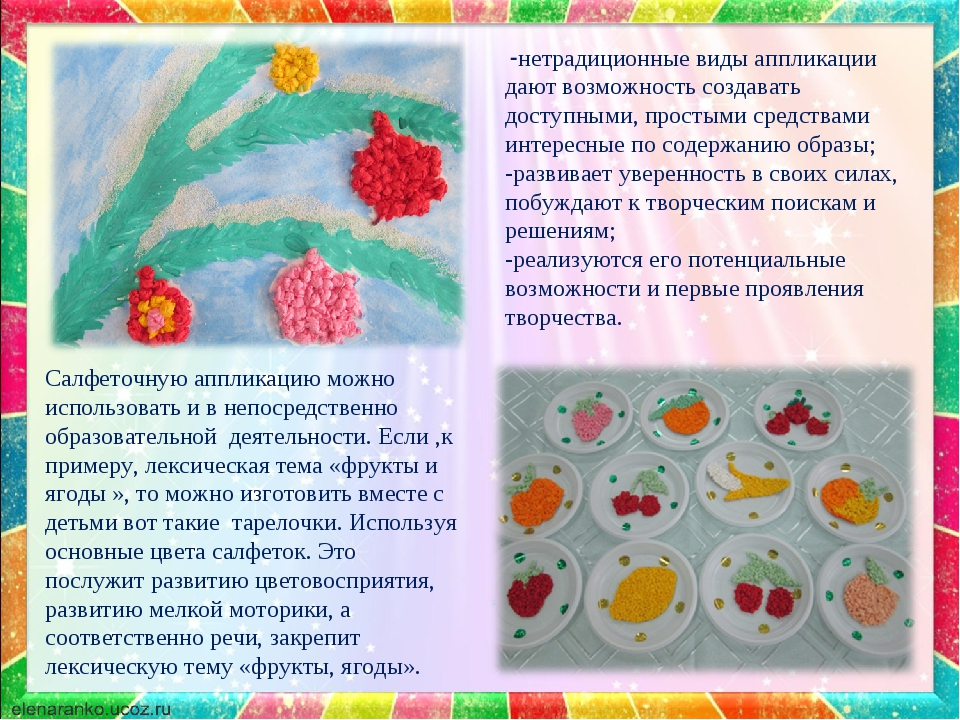 -нетрадиционные виды аппликации
дают возможность создавать
доступными, простыми средствами
интересные по содержанию образы;
-развивает уверенность в своих силах,
побуждают к творческим поискам и
решениям;
-реализуются его потенциальные
возможности и первые проявления
творчества.
Салфеточную аппликацию можно
использовать и в непосредственно
образовательной  деятельности. Если ,к
примеру, лексическая тема «фрукты и
ягоды », то можно изготовить вместе с
детьми вот такие  тарелочки. Используя
основные цвета салфеток. Это
послужит развитию цветовосприятия,
развитию мелкой моторики, а
соответственно речи, закрепит
лексическую тему «фрукты, ягоды».
elenaranko.ucoz.ru